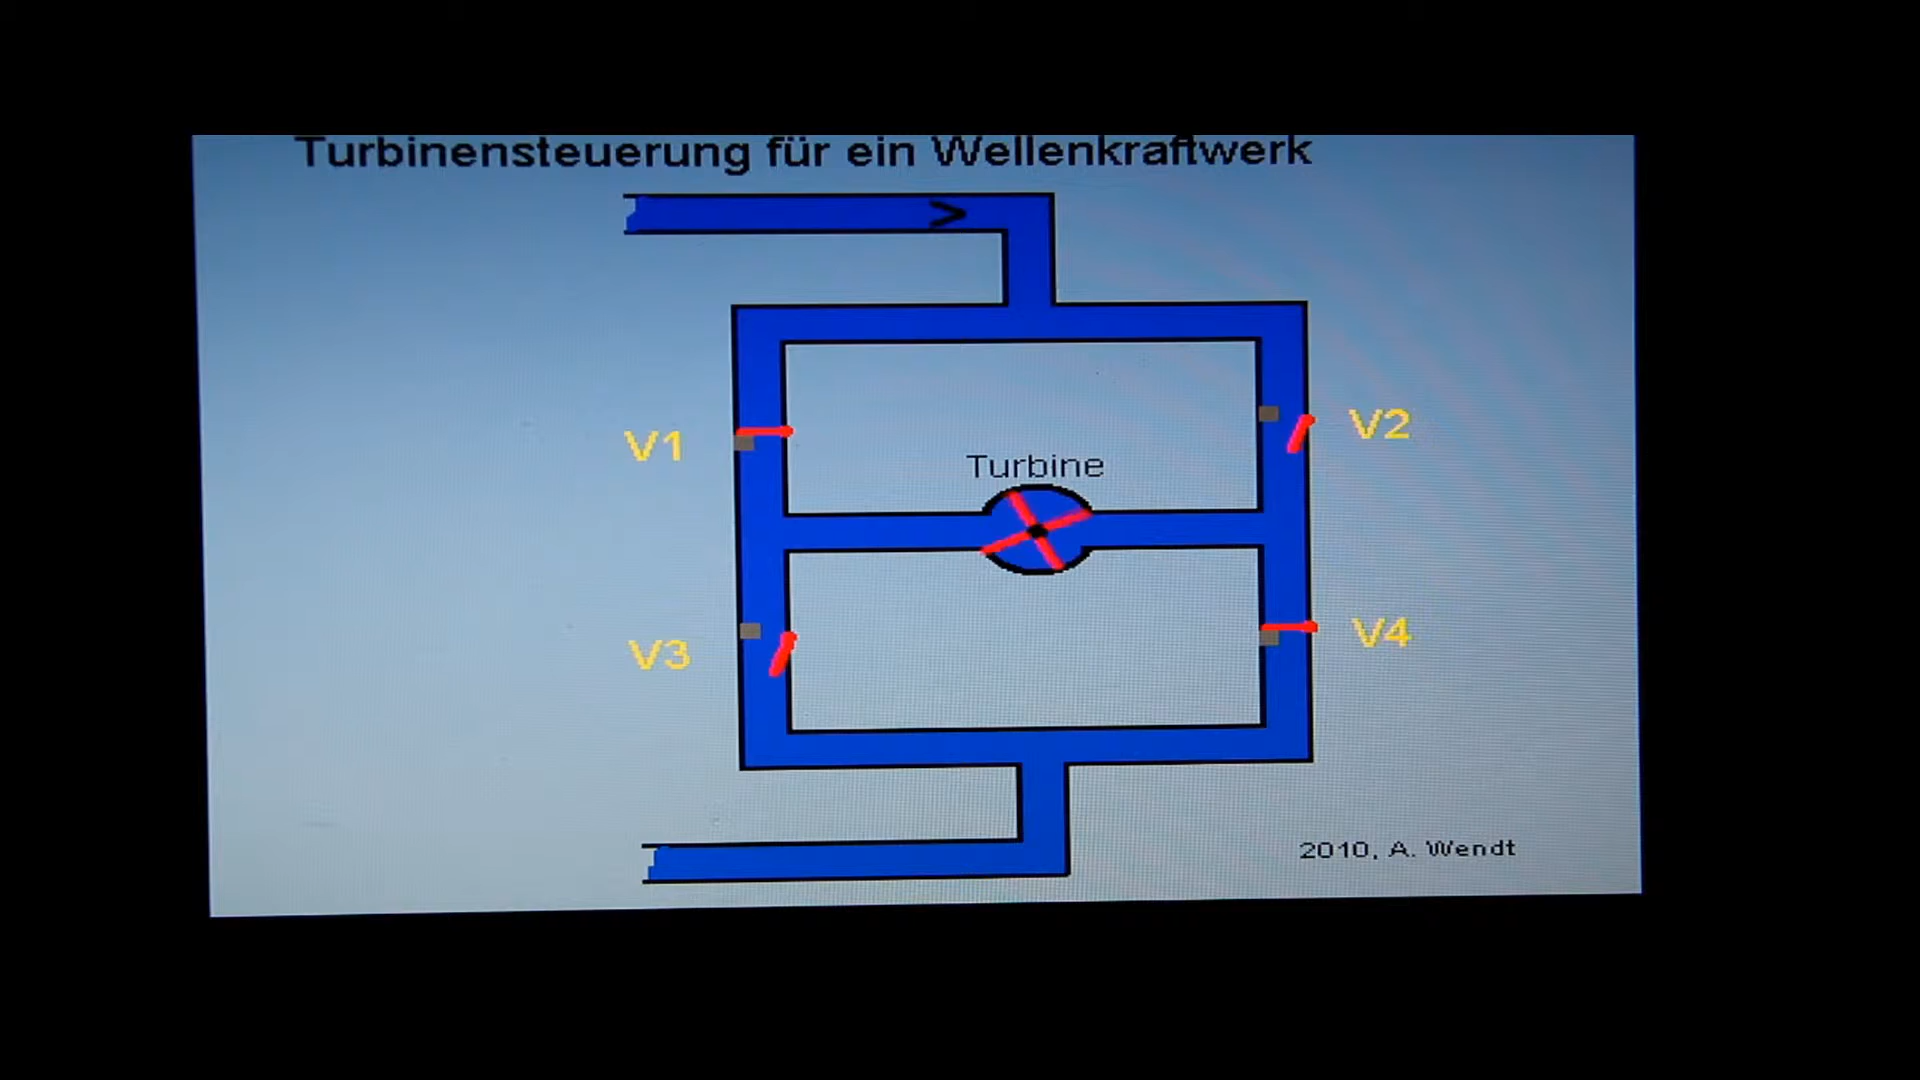 Turbinensteuerung für ein Wellenkraftwerk
>
V1
V2
Turbine
V3
V4
2010, A. Wendt